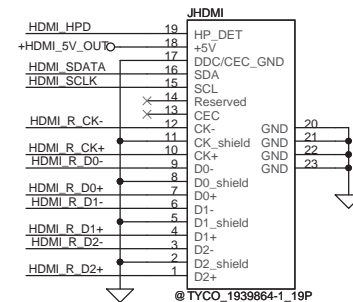 JHDMI
HDMI_HPD 19 HP_DET
+HDMI_5V_OUT 18 +5V
17 DDC/CEC_GND
HDMI_SDATA 16 SDA
HDMI_SCLK 15 SCL
14 Reserved
13 CEC
HDMI_R_CK- 12 CK- GND 20
11 CK_shield GND 21
HDMI_R_CK+ 10 CK+ GND 22
HDMI_R_D0- 9 D0- GND 23
8 D0_shield
HDMI_R_D0+ 7 D0+
HDMI_R_D1- 6 D1-
5 D1_shield
HDMI_R_D1+ 4 D1+
HDMI_R_D2- 3 D2-
2 D2_shield
HDMI_R_D2+ 1 D2+
@ TYCO_1939864-1_19P